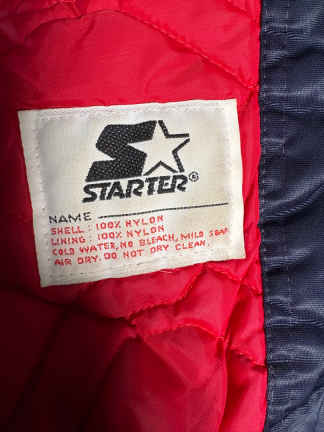 STARTER®
NAME
SHELL: 100% NYLON
LINING: 100% NYLON
COLD WATER, NO BLEACH, MILD SOAP
AIR DRY. DO NOT DRY CLEAN.